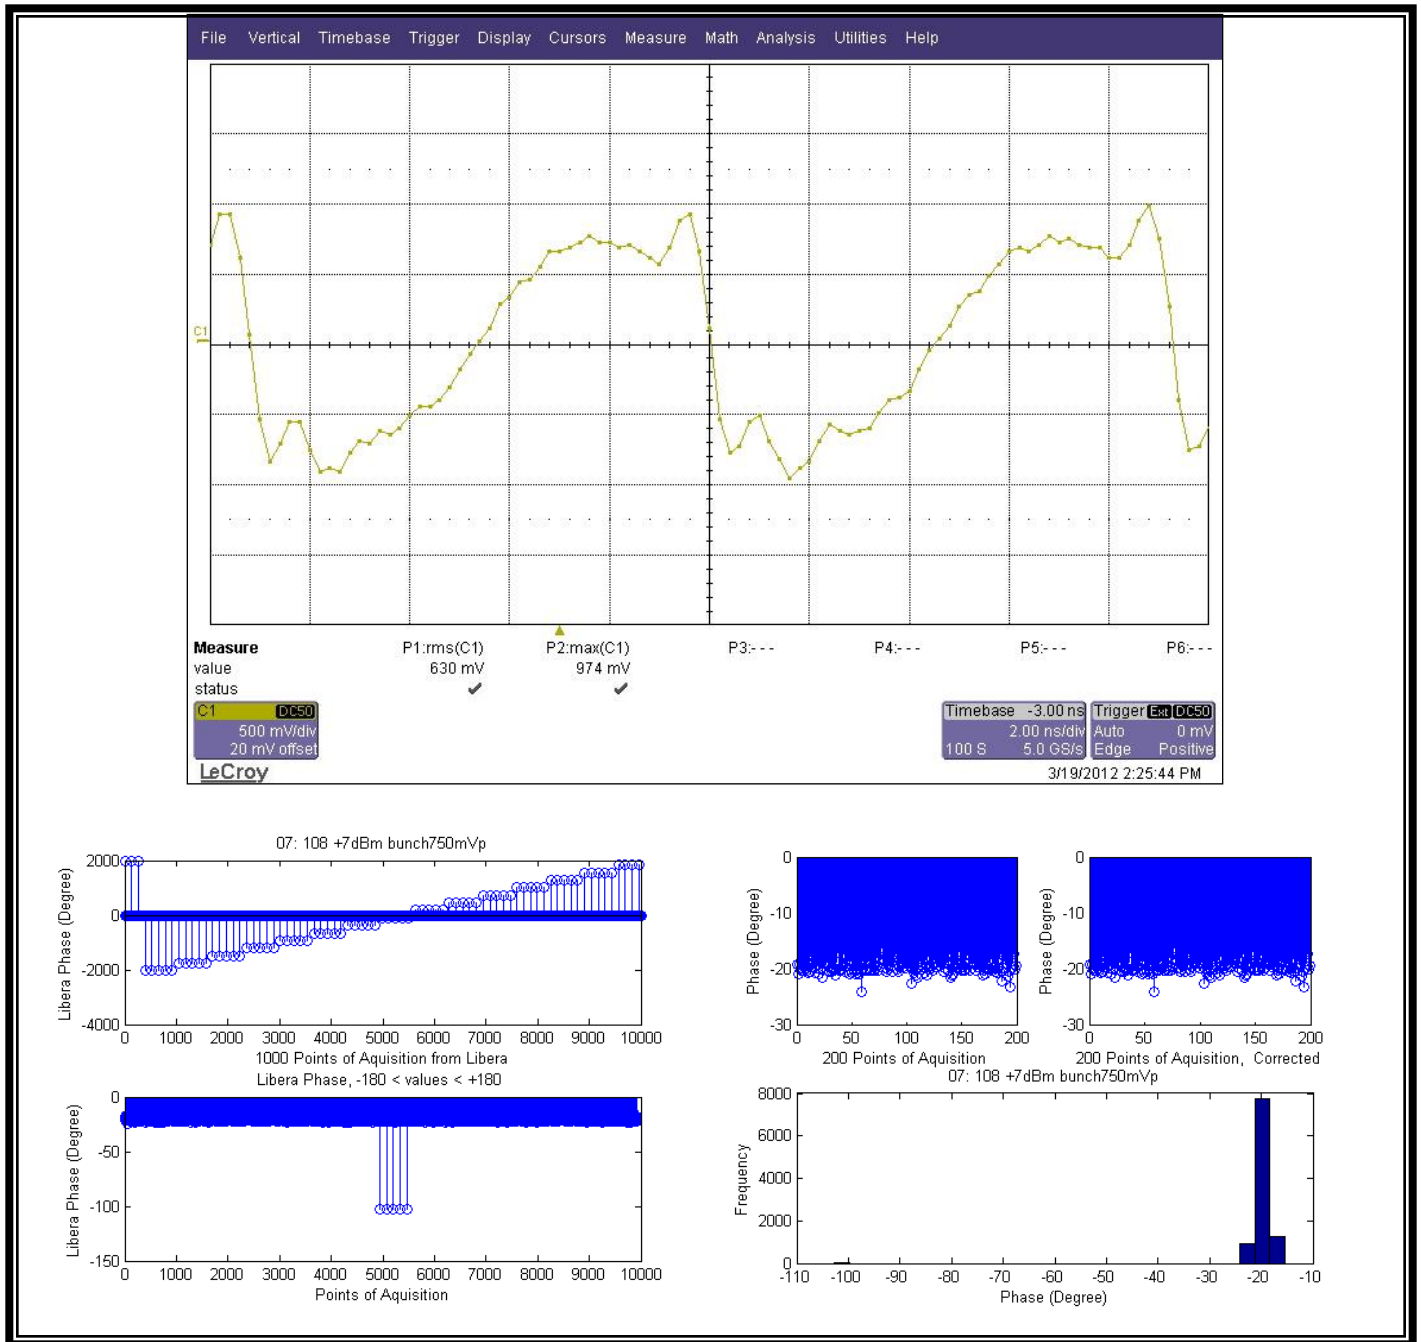 File Vertical Timebase Trigger Display Cursors Measure Math Analysis Utilities Help
C1
Measure P1:rms(C1) P2:max(C1) P3:- - - P4:- - - P5:- - - P6:- - -
value 630 mV 974 mV
status
C1 DC50
500 mV/div
20 mV offset
Timebase -3.00 ns
2.00 ns/div
100 S 5.0 GS/s
Trigger Ext DC50
Auto 0 mV
Edge Positive
LeCroy
3/19/2012 2:25:44 PM
07: 108 +7dBm bunch750mVp
Libera Phase (Degree)
2000
0
-2000
-4000
0 1000 2000 3000 4000 5000 6000 7000 8000 9000 10000
1000 Points of Aquisition from Libera
Phase (Degree)
0
-10
-20
-30
0 50 100 150 200
200 Points of Aquisition
Phase (Degree)
0
-10
-20
-30
0 50 100 150 200
200 Points of Aquisition, Corrected
Libera Phase, -180 < values < +180
Libera Phase (Degree)
0
-50
-100
-150
0 1000 2000 3000 4000 5000 6000 7000 8000 9000 10000
Points of Aquisition
07: 108 +7dBm bunch750mVp
Frequency
8000
6000
4000
2000
0
-110 -100 -90 -80 -70 -60 -50 -40 -30 -20 -10
Phase (Degree)